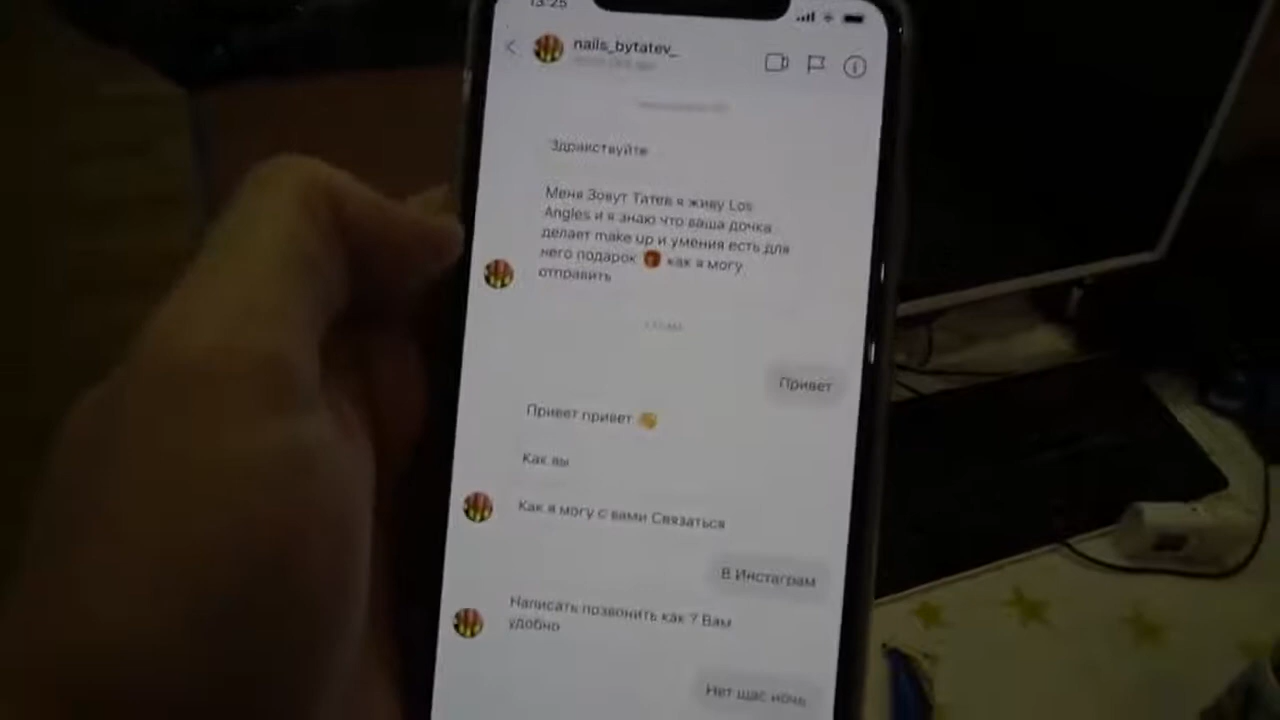 13:25
nails_bytatev_
Здравствуйте
Меня Зовут Татев я живу Los
Angles и я знаю что ваша дочка
делает make up и умения есть для
него подарок 🎁 как я могу
отправить
Привет
Привет привет 👋
Как вы
Как я могу с вами Связаться
В Инстаграм
Написать позвонить как ? Вам
удобно
Нет щас ночь